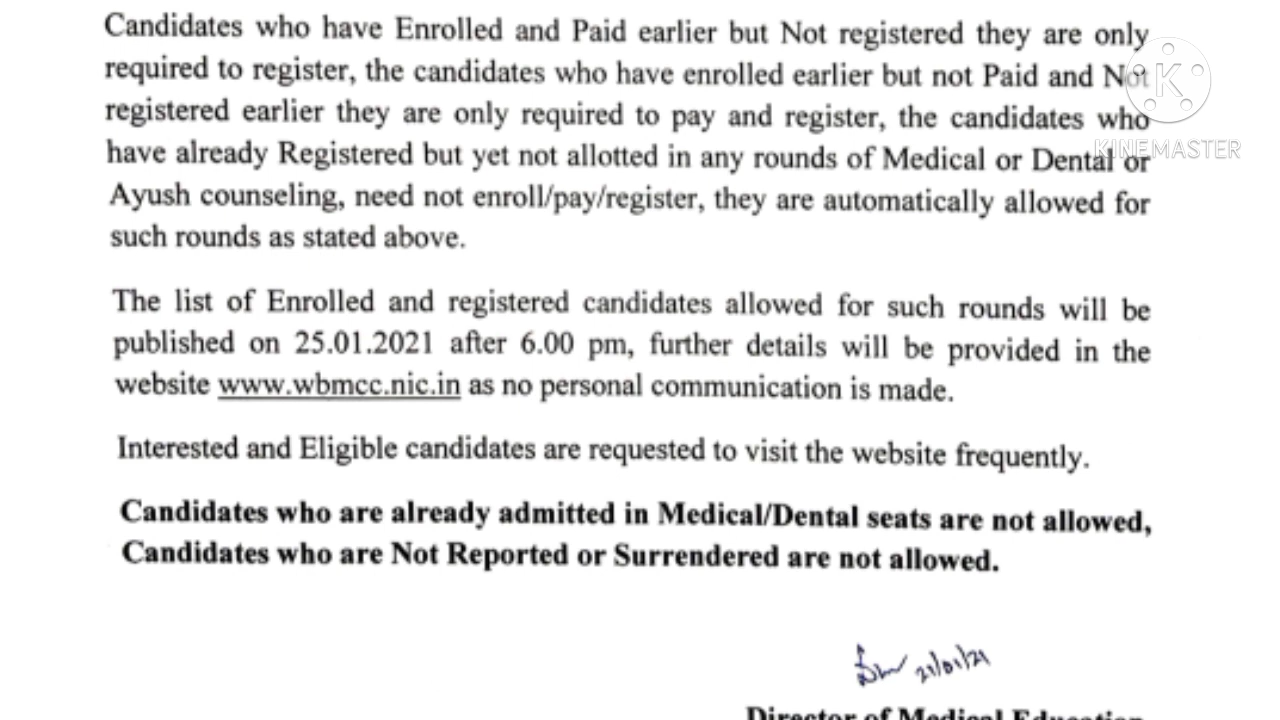 Candidates who have Enrolled and Paid earlier but Not registered they are only
required to register, the candidates who have enrolled earlier but not Paid and Not
registered earlier they are only required to pay and register, the candidates who
have already Registered but yet not allotted in any rounds of Medical or Dental or
Ayush counseling, need not enroll/pay/register, they are automatically allowed for
such rounds as stated above.
The list of Enrolled and registered candidates allowed for such rounds will be
published on 25.01.2021 after 6.00 pm, further details will be provided in the
website www.wbmcc.nic.in as no personal communication is made.
Interested and Eligible candidates are requested to visit the website frequently.
Candidates who are already admitted in Medical/Dental seats are not allowed,
Candidates who are Not Reported or Surrendered are not allowed.
21/01/21
Director of Medical Education
K
KINEMASTER